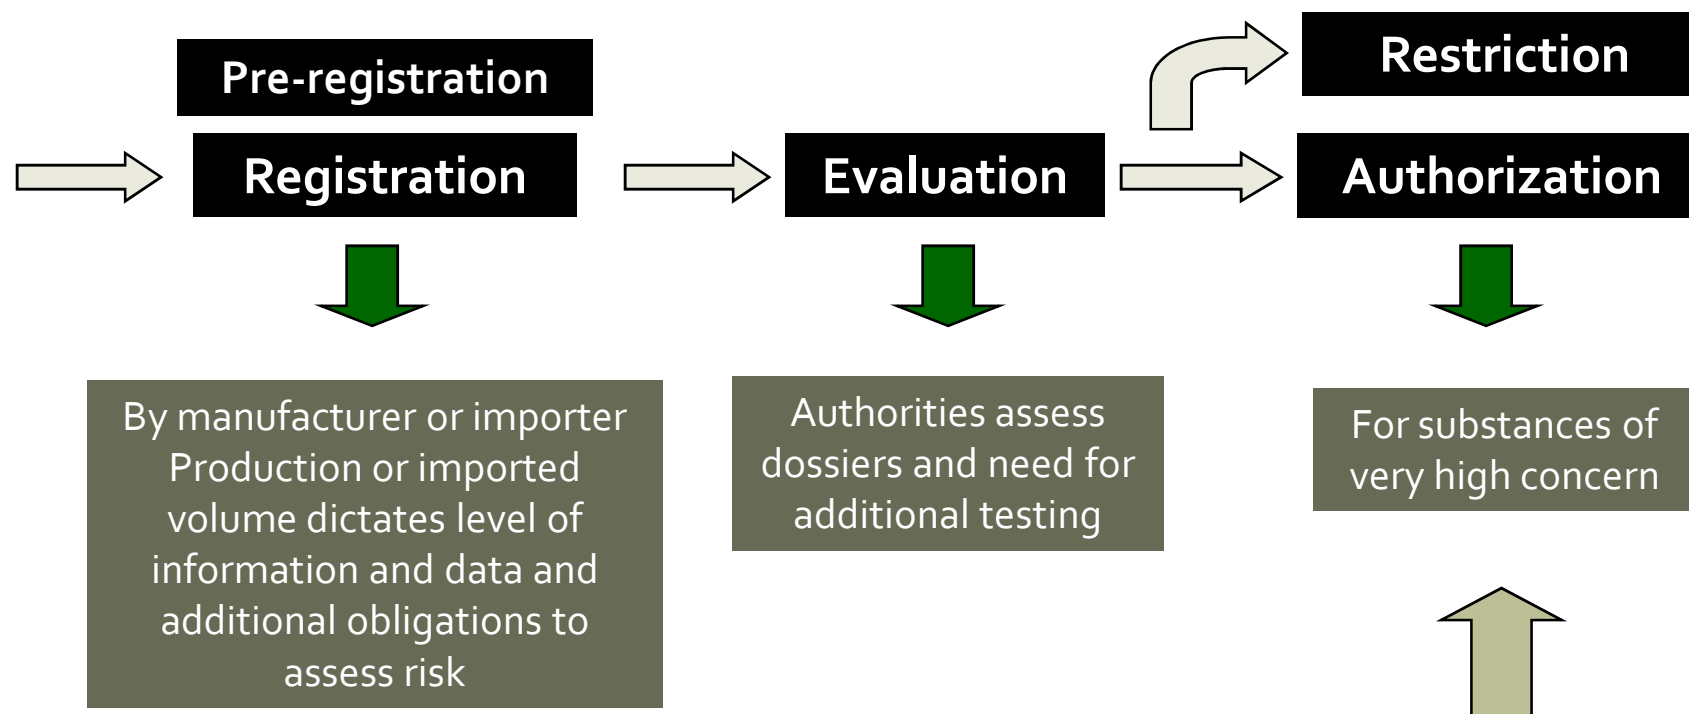 Pre-registration
Registration
Evaluation
Restriction
Authorization
By manufacturer or importer
Production or imported
volume dictates level of
information and data and
additional obligations to
assess risk
Authorities assess
dossiers and need for
additional testing
For substances of
very high concern